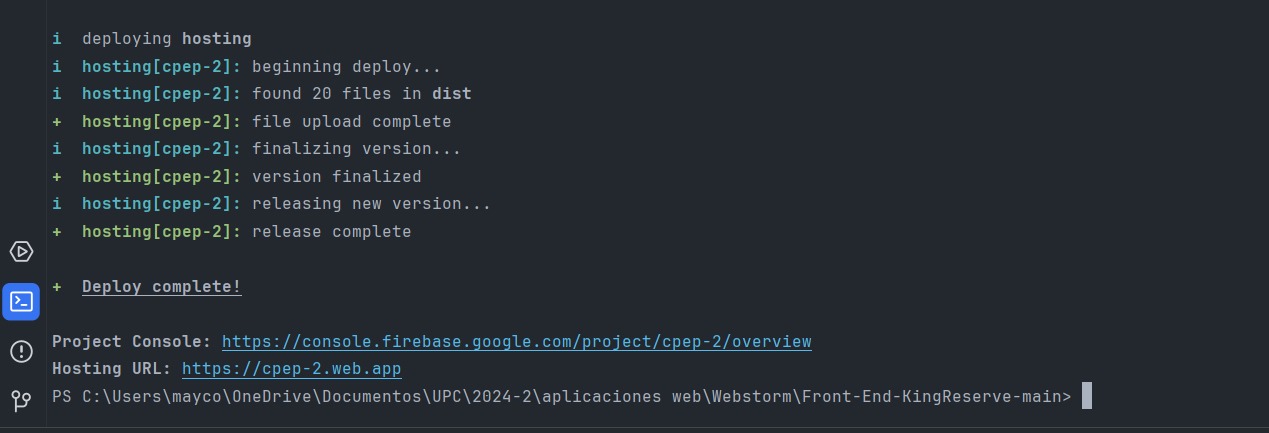 i  deploying hosting
i  hosting[cpep-2]: beginning deploy...
i  hosting[cpep-2]: found 20 files in dist
+  hosting[cpep-2]: file upload complete
i  hosting[cpep-2]: finalizing version...
+  hosting[cpep-2]: version finalized
i  hosting[cpep-2]: releasing new version...
+  hosting[cpep-2]: release complete
+  Deploy complete!
Project Console: https://console.firebase.google.com/project/cpep-2/overview
Hosting URL: https://cpep-2.web.app
PS C:\Users\mayco\OneDrive\Documentos\UPC\2024-2\aplicaciones web\Webstorm\Front-End-KingReserve-main>